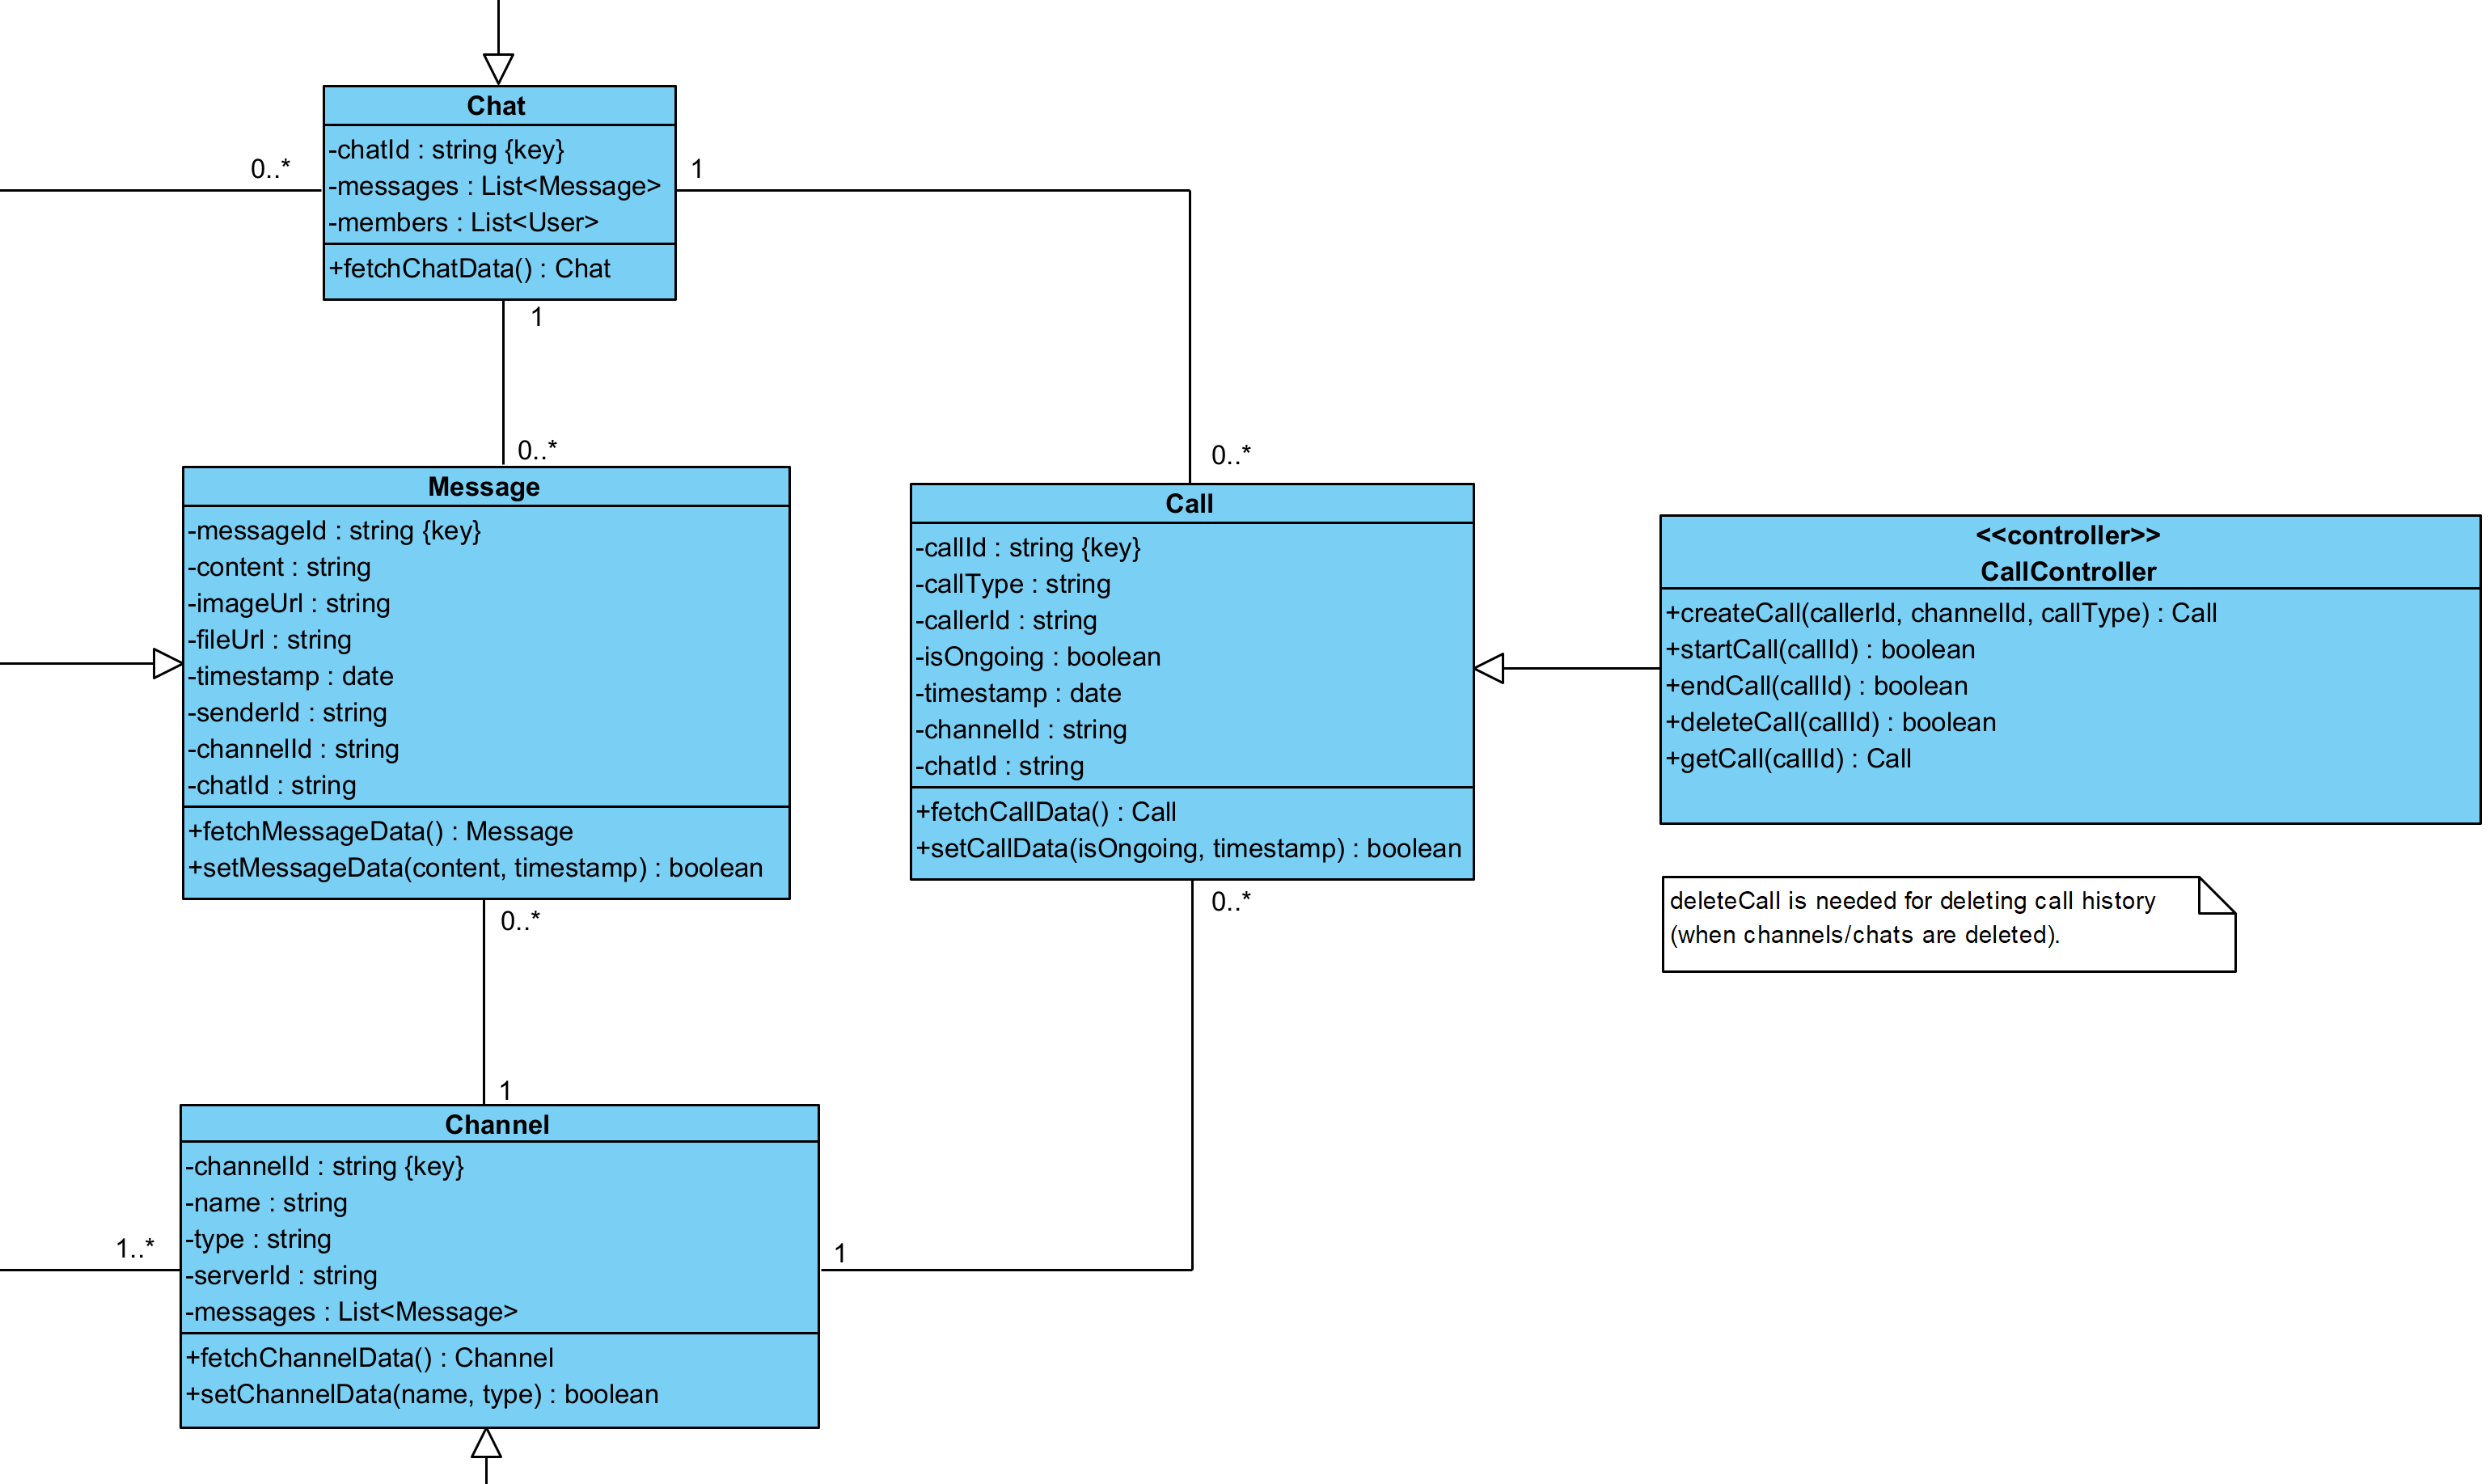 Chat
-chatId : string {key}
-messages : List<Message>
-members : List<User>
+fetchChatData() : Chat
0..*
1
1
0..*
Message
-messageId : string {key}
-content : string
-imageUrl : string
-fileUrl : string
-timestamp : date
-senderId : string
-channelId : string
-chatId : string
+fetchMessageData() : Message
+setMessageData(content, timestamp) : boolean
0..*
0..*
Call
-callId : string {key}
-callType : string
-callerId : string
-isOngoing : boolean
-timestamp : date
-channelId : string
-chatId : string
+fetchCallData() : Call
+setCallData(isOngoing, timestamp) : boolean
0..*
<<controller>>
CallController
+createCall(callerId, channelId, callType) : Call
+startCall(callId) : boolean
+endCall(callId) : boolean
+deleteCall(callId) : boolean
+getCall(callId) : Call
deleteCall is needed for deleting call history
(when channels/chats are deleted).
1
Channel
-channelId : string {key}
-name : string
-type : string
-serverId : string
-messages : List<Message>
+fetchChannelData() : Channel
+setChannelData(name, type) : boolean
1..*
1